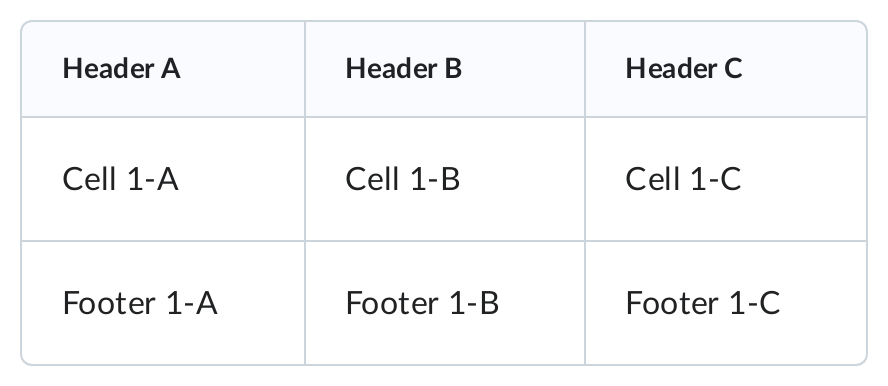 Header A Header B Header C
Cell 1-A Cell 1-B Cell 1-C
Footer 1-A Footer 1-B Footer 1-C